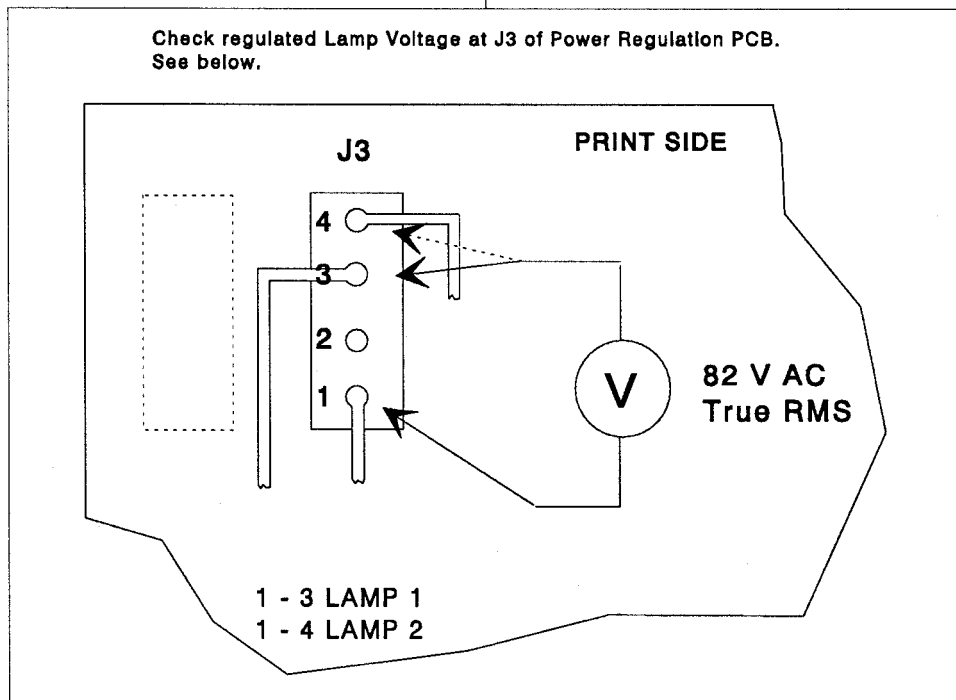 Check regulated Lamp Voltage at J3 of Power Regulation PCB.
See below.
PRINT SIDE
J3
4
3
2
1
V
82 V AC
True RMS
1 - 3 LAMP 1
1 - 4 LAMP 2